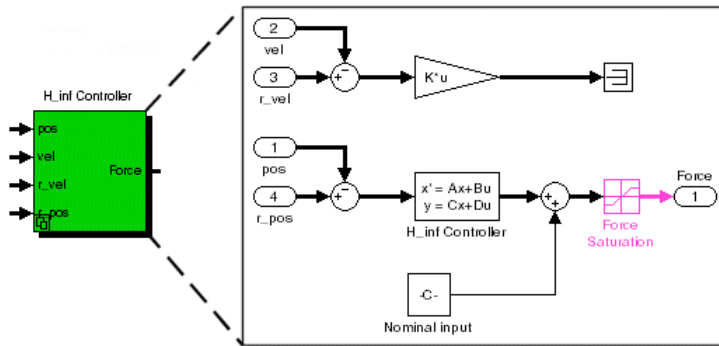 H_inf Controller
pos
vel
r_vel
r_pos
Force
2
vel
3
r_vel
K*u
1
pos
4
r_pos
x' = Ax+Bu
y = Cx+Du
H_inf Controller
-C-
Nominal input
Force
Saturation
Force
1